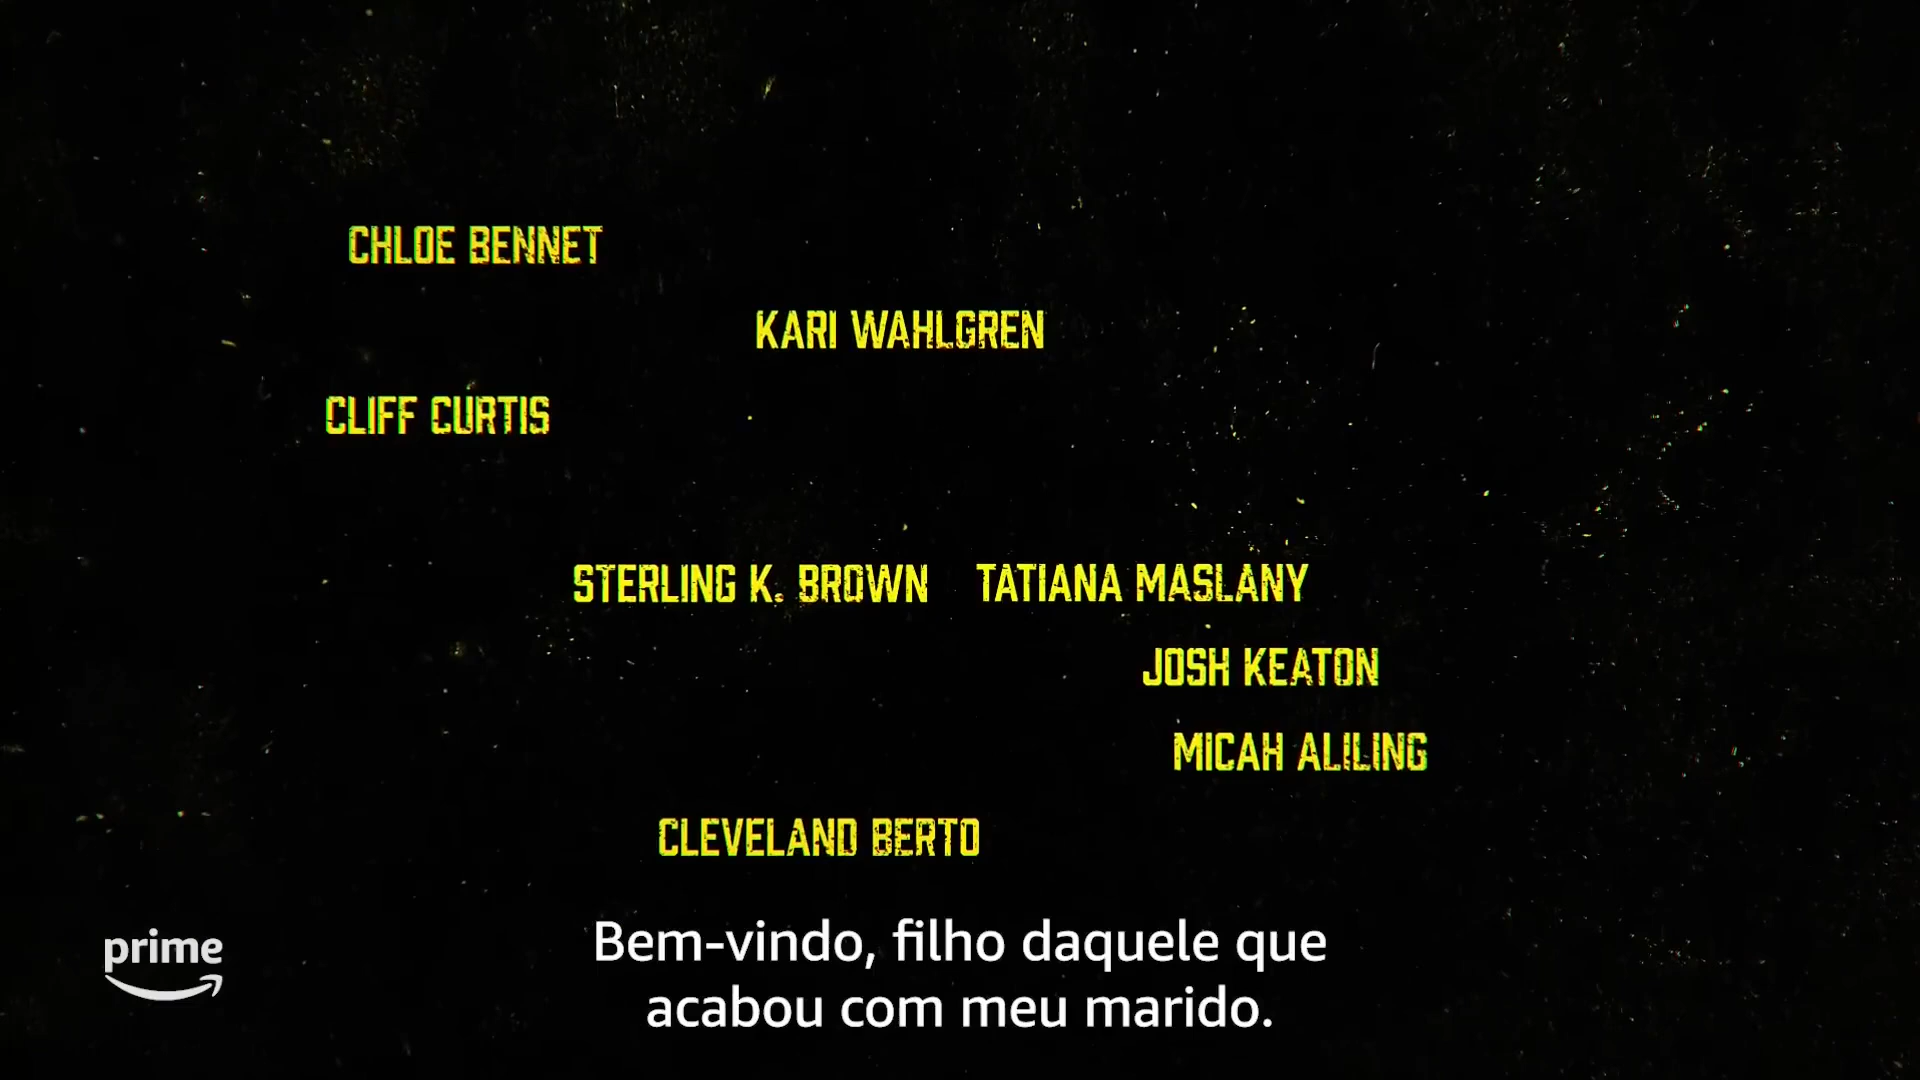 CHLOE BENNET
KARI WAHLGREN
CLIFF CURTIS
STERLING K. BROWN TATIANA MASLANY
JOSH KEATON
MICAH ALILING
CLEVELAND BERTO
prime
Bem-vindo, filho daquele que
acabou com meu marido.